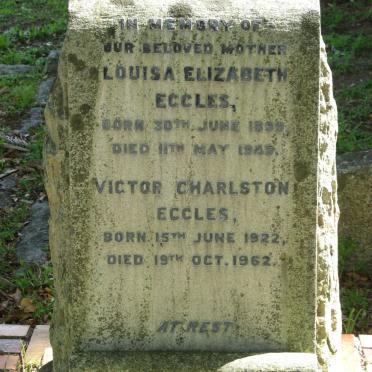 IN MEMORY OF
OUR BELOVED MOTHER
LOUISA ELIZABETH
ECCLES,
BORN 30TH JUNE
DIED 11TH MAY
VICTOR CHARLSTON
ECCLES,
BORN 15TH JUNE 1922,
DIED 19TH OCT. 1962.
AT REST